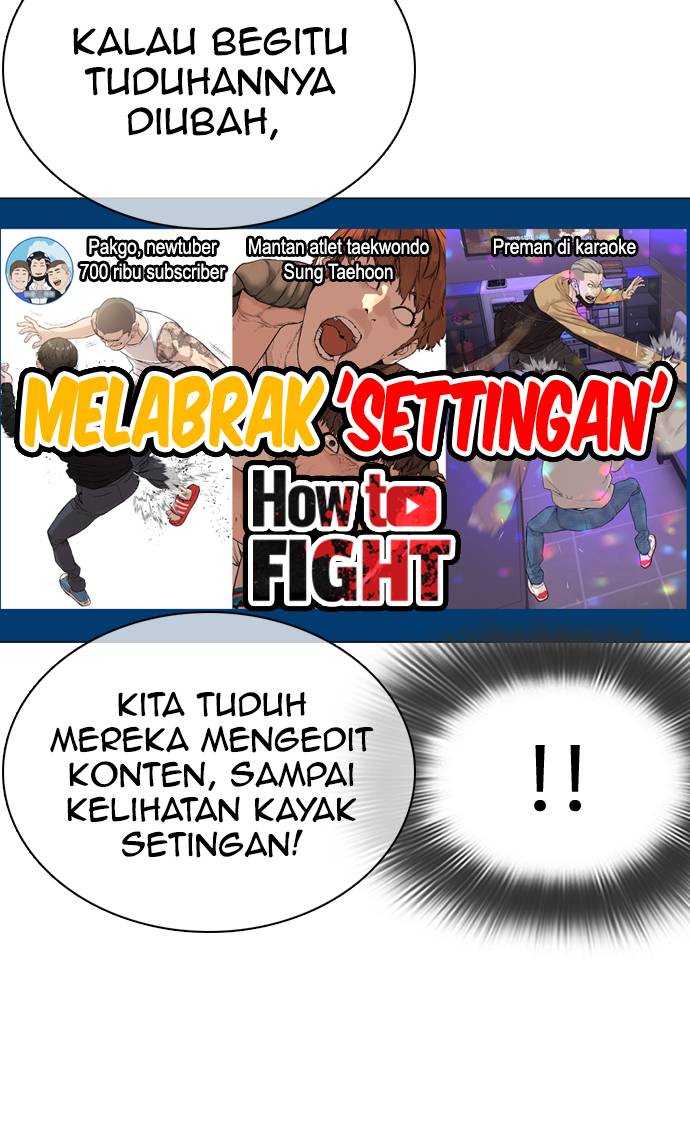 KALAU BEGITU
TUDUHANNYA
DIUBAH,
Pakgo, newtuber
700 ribu subscriber
Mantan atlet taekwondo
Sung Taehoon
Preman di karaoke
MELABRAK 'SETTINGAN'
How to
FIGHT
KITA TUDUH
MEREKA MENGEDIT
KONTEN, SAMPAI
KELIHATAN KAYAK
SETINGAN!
!!